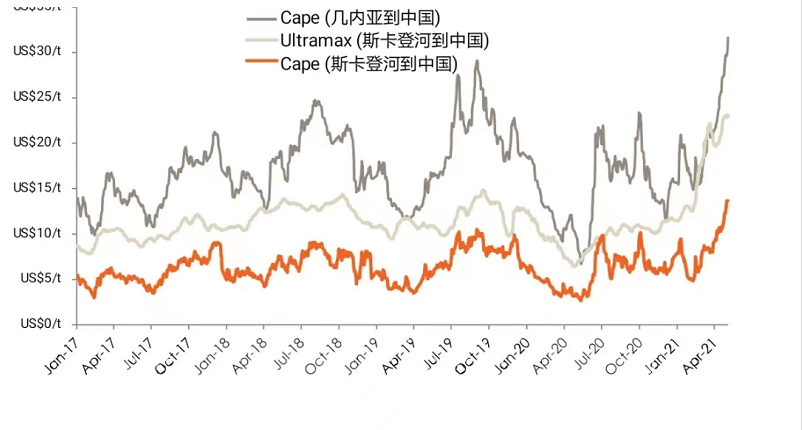 US$35/t
Cape (几内亚到中国)
Ultramax (斯卡登河到中国)
Cape (斯卡登河到中国)
US$30/t
US$25/t
US$20/t
US$15/t
US$10/t
US$5/t
US$0/t
Jan-17
Apr-17
Jul-17
Oct-17
Jan-18
Apr-18
Jul-18
Oct-18
Jan-19
Apr-19
Jul-19
Oct-19
Jan-20
Apr-20
Jul-20
Oct-20
Jan-21
Apr-21